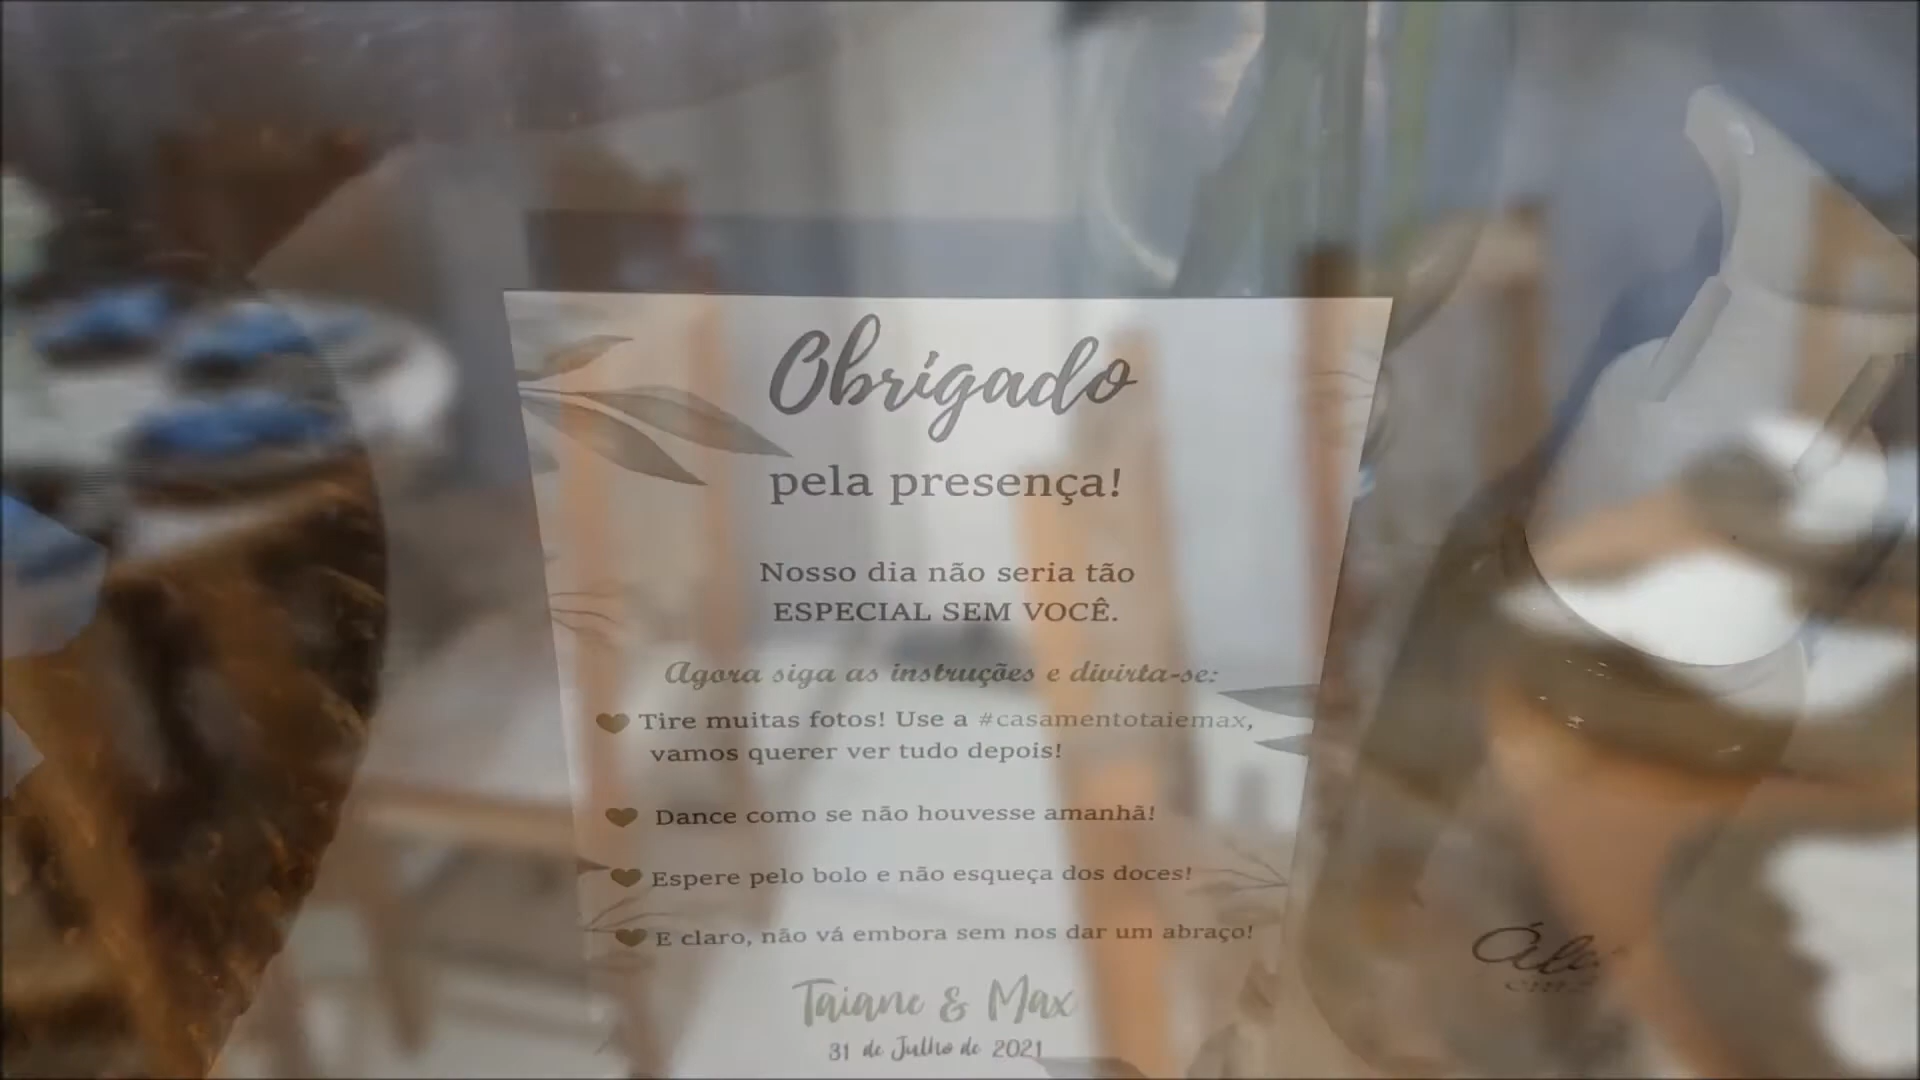 Obrigado
pela presença!
Nosso dia não seria tão
ESPECIAL SEM VOCÊ.
Agora siga as instruções e divirta-se:
Tire muitas fotos! Use a #casamentotaiemax,
vamos querer ver tudo depois!
Dance como se não houvesse amanhã!
Espere pelo bolo e não esqueça dos doces!
E claro, não vá embora sem nos dar um abraço!
Taiane & Max
31 de Julho de 2021